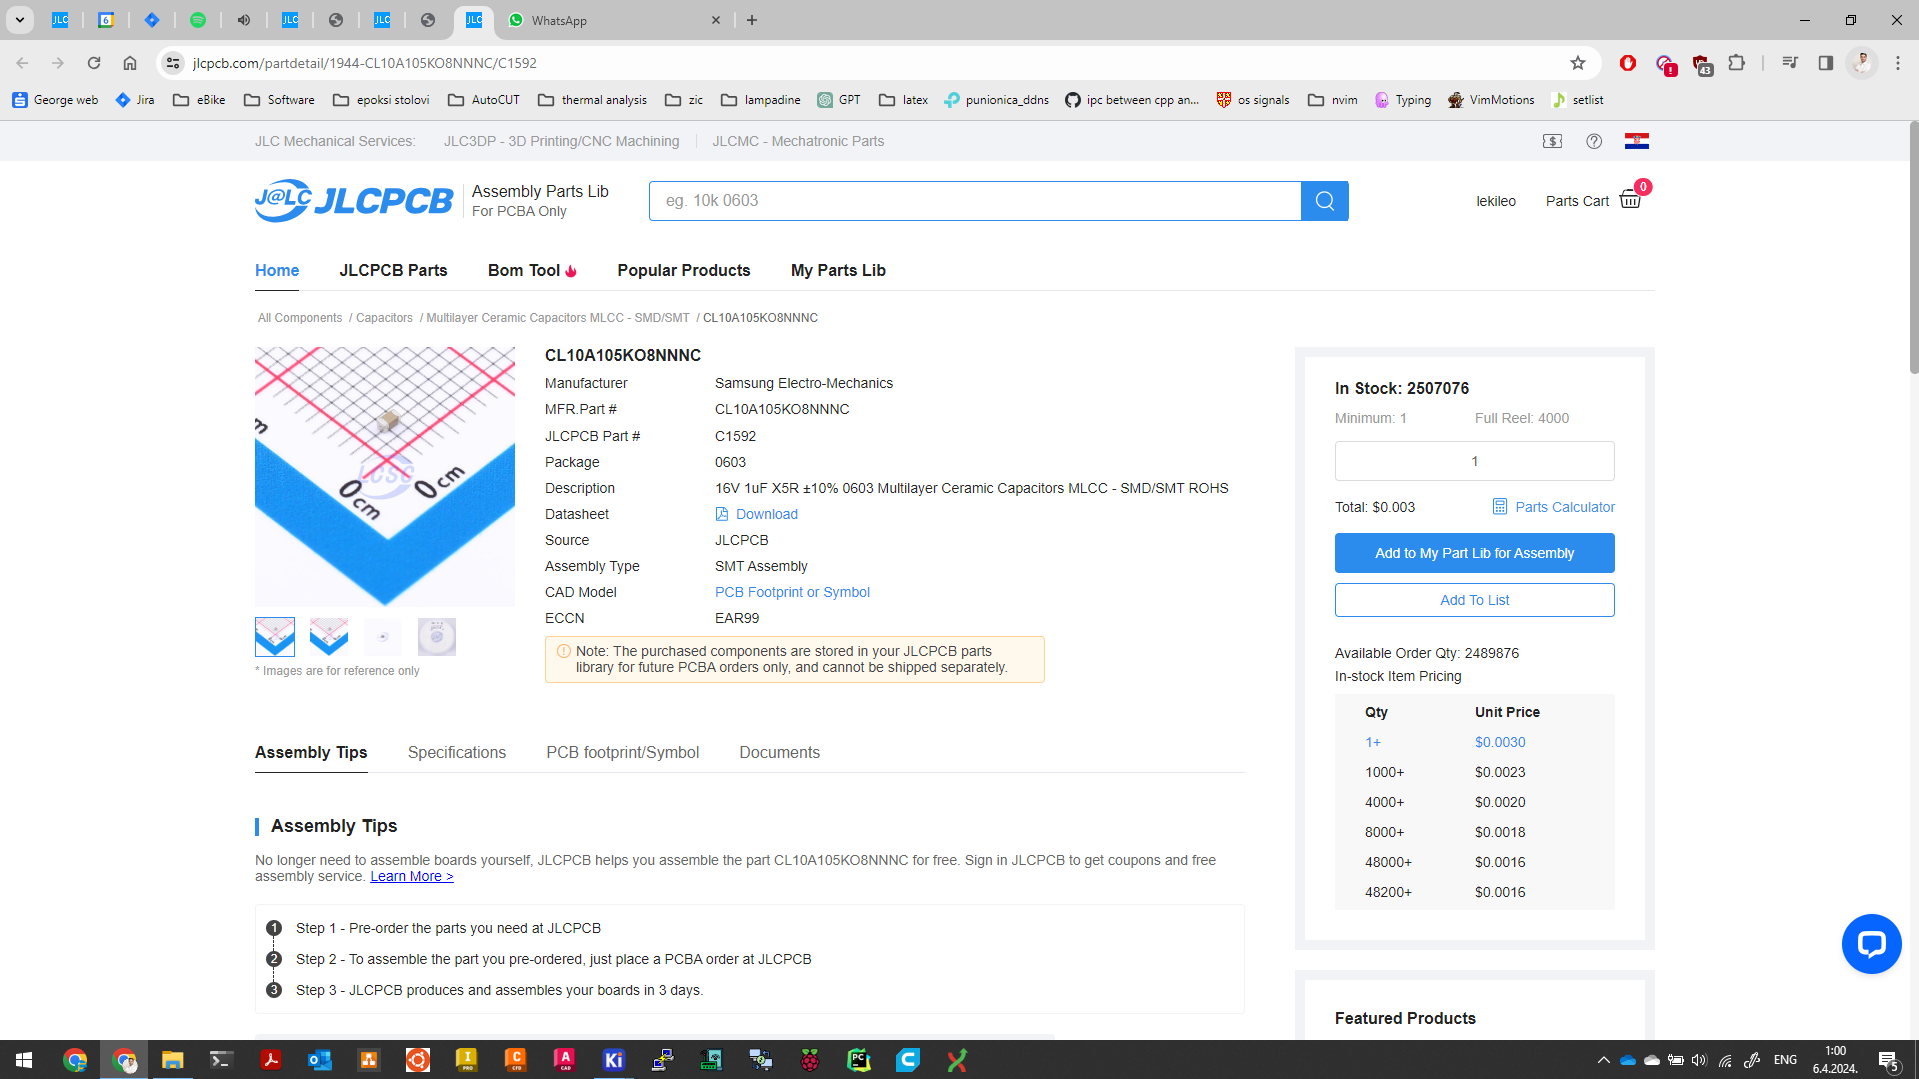 WhatsApp
jlcpcb.com/partdetail/1944-CL10A105KO8NNNC/C1592
43
George web
Jira
eBike
Software
epoksi stolovi
AutoCUT
thermal analysis
zic
lampadine
GPT
latex
punionica_ddns
ipc between cpp an...
os signals
nvim
Typing
VimMotions
setlist
JLC Mechanical Services:
JLC3DP - 3D Printing/CNC Machining
JLCMC - Mechatronic Parts
J@LC JLCPCB
Assembly Parts Lib
For PCBA Only
eg. 10k 0603
lekileo
Parts Cart
0
Home
JLCPCB Parts
Bom Tool
Popular Products
My Parts Lib
All Components / Capacitors / Multilayer Ceramic Capacitors MLCC - SMD/SMT / CL10A105KO8NNNC
LCSC
0 cm
0 cm
* Images are for reference only
CL10A105KO8NNNC
Manufacturer Samsung Electro-Mechanics
MFR.Part # CL10A105KO8NNNC
JLCPCB Part # C1592
Package 0603
Description 16V 1uF X5R ±10% 0603 Multilayer Ceramic Capacitors MLCC - SMD/SMT ROHS
Datasheet Download
Source JLCPCB
Assembly Type SMT Assembly
CAD Model PCB Footprint or Symbol
ECCN EAR99
Note: The purchased components are stored in your JLCPCB parts
library for future PCBA orders only, and cannot be shipped separately.
In Stock: 2507076
Minimum: 1 Full Reel: 4000
1
Total: $0.003 Parts Calculator
Add to My Part Lib for Assembly
Add To List
Available Order Qty: 2489876
In-stock Item Pricing
Qty Unit Price
1+ $0.0030
1000+ $0.0023
4000+ $0.0020
8000+ $0.0018
48000+ $0.0016
48200+ $0.0016
Featured Products
Assembly Tips
Specifications
PCB footprint/Symbol
Documents
Assembly Tips
No longer need to assemble boards yourself, JLCPCB helps you assemble the part CL10A105KO8NNNC for free. Sign in JLCPCB to get coupons and free
assembly service. Learn More >
1 Step 1 - Pre-order the parts you need at JLCPCB
2 Step 2 - To assemble the part you pre-ordered, just place a PCBA order at JLCPCB
3 Step 3 - JLCPCB produces and assembles your boards in 3 days.
ENG
1:00
6.4.2024.
5